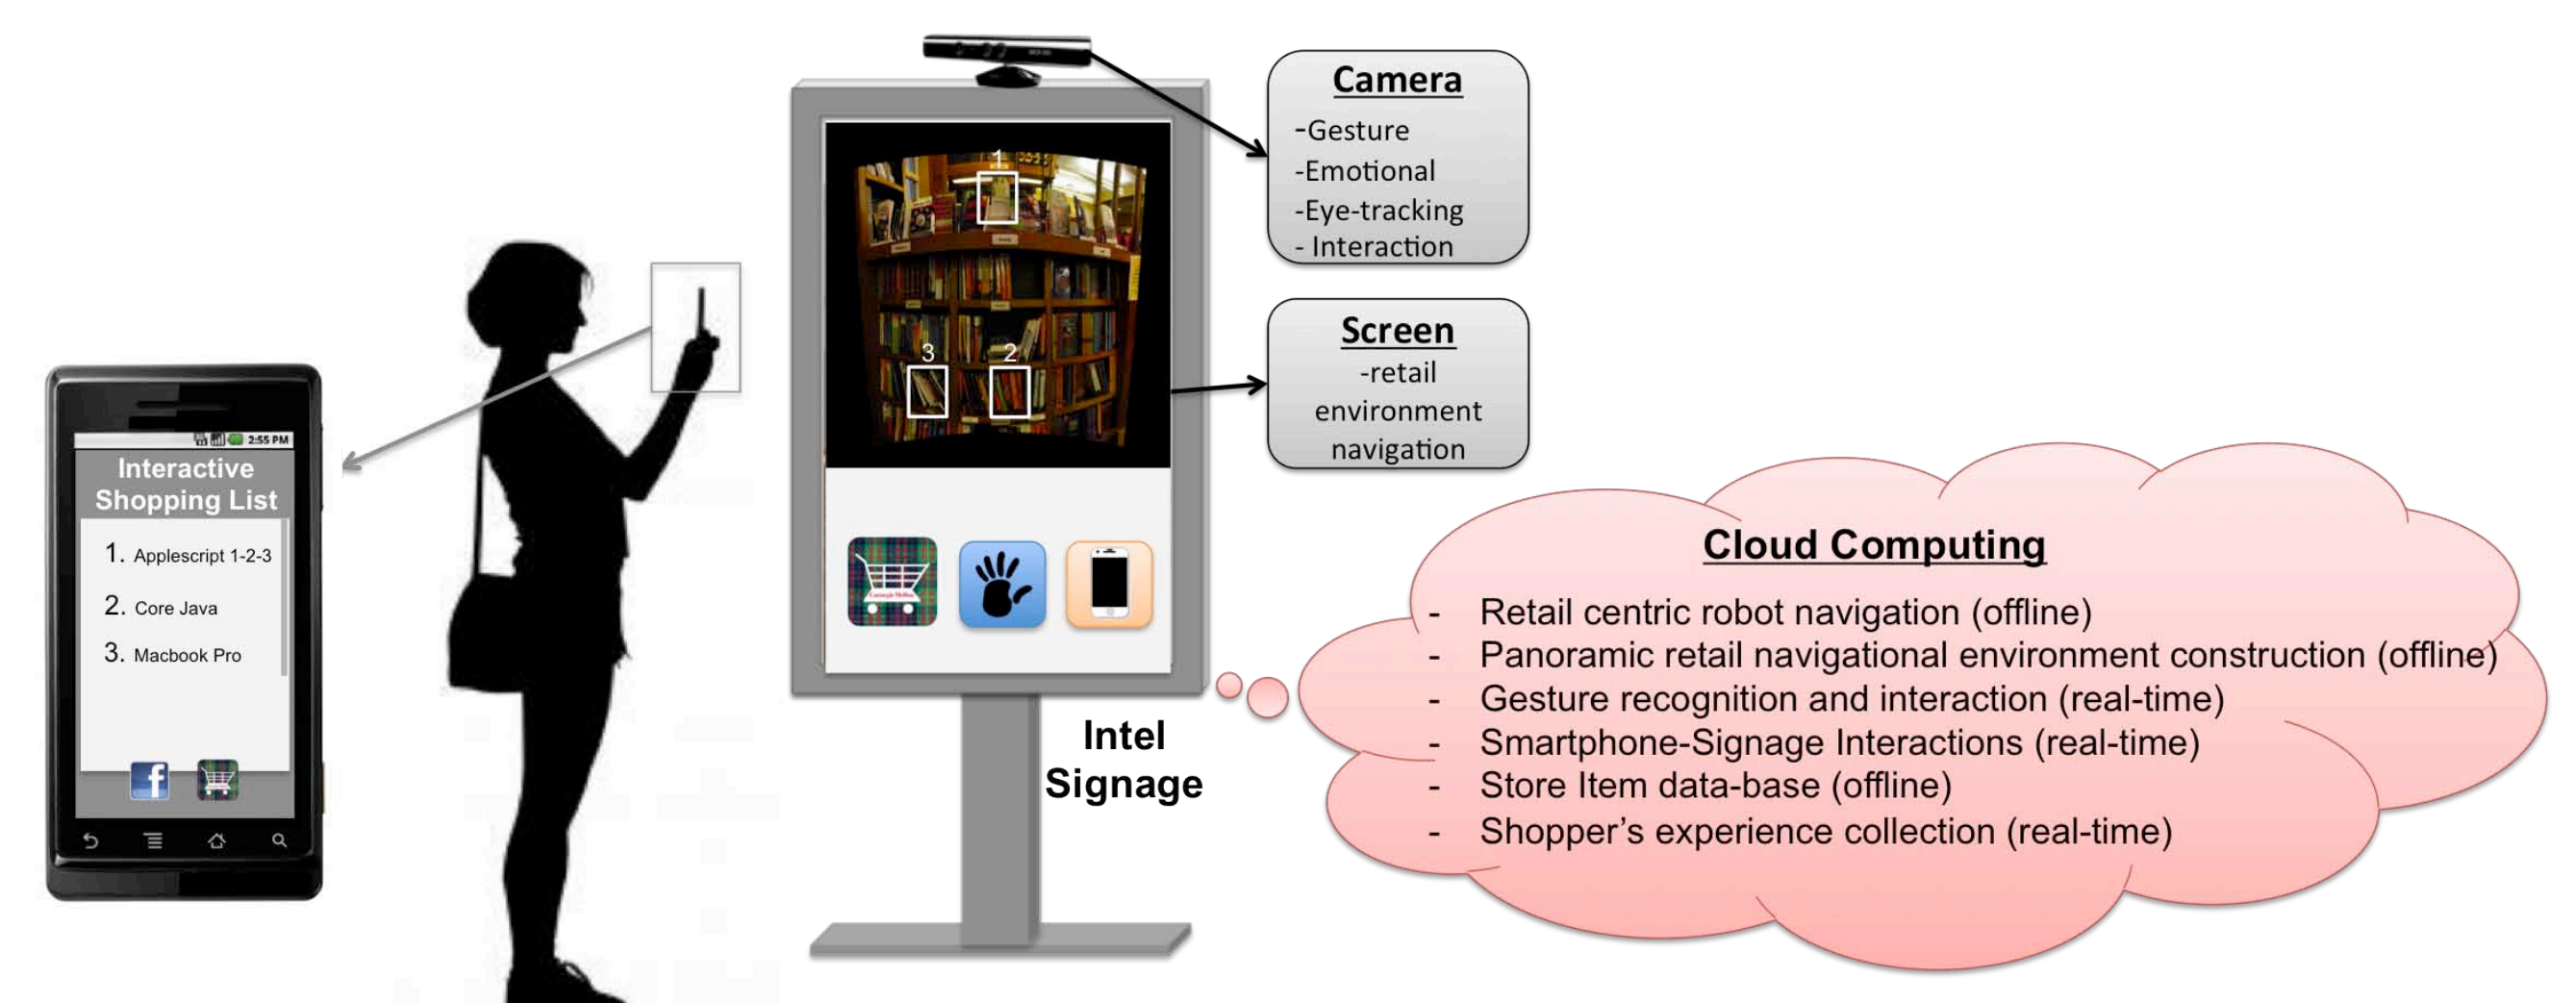 2:55 PM
Interactive
Shopping List
1. Applescript 1-2-3
2. Core Java
3. Macbook Pro
f
1
3
2
Carnegie Mellon
Intel
Signage
Camera
-Gesture
-Emotional
-Eye-tracking
- Interaction
Screen
-retail
environment
navigation
Cloud Computing
- Retail centric robot navigation (offline)
- Panoramic retail navigational environment construction (offline)
- Gesture recognition and interaction (real-time)
- Smartphone-Signage Interactions (real-time)
- Store Item data-base (offline)
- Shopper's experience collection (real-time)